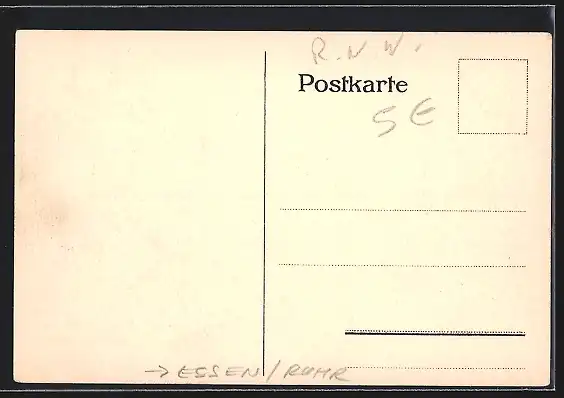 R.N W.
Postkarte
5 €
→ ESSEN/RUHR